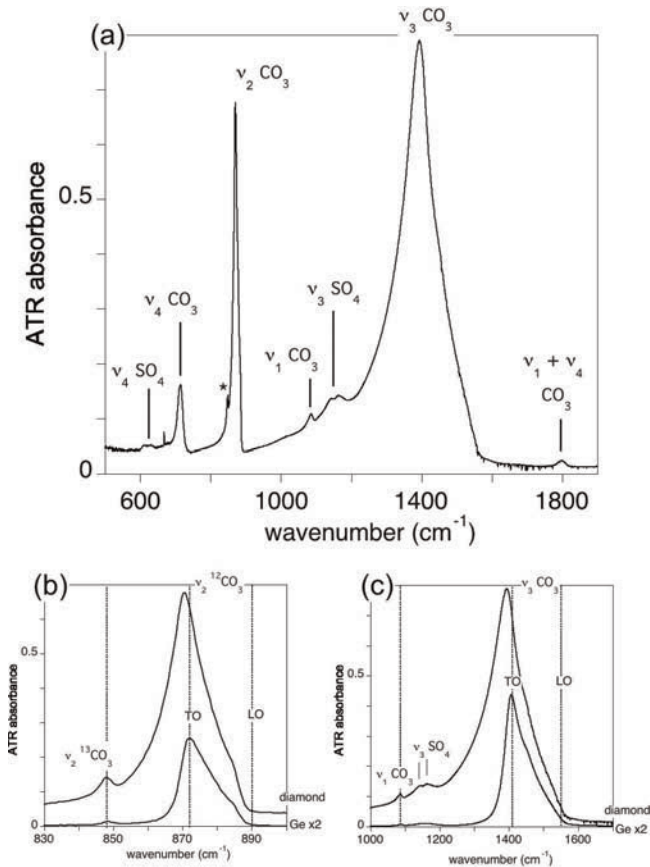 (a)
ν3 CO3
ν2 CO3
ν4 CO3
ν4 SO4
*
ν1 CO3
ν3 SO4
ν1 + ν4
CO3
ATR absorbance
0.5
0
600 1000 1400 1800
wavenumber (cm-1)
(b)
ν2 12CO3
0.5
ATR absorbance
ν2 13CO3
TO
LO
diamond
Ge x2
0
830 850 870 890
wavenumber (cm-1)
(c)
ν3 CO3
0.5
ATR absorbance
ν1 CO3
ν3 SO4
TO
LO
diamond
Ge x2
0
1000 1200 1400 1600
wavenumber (cm-1)